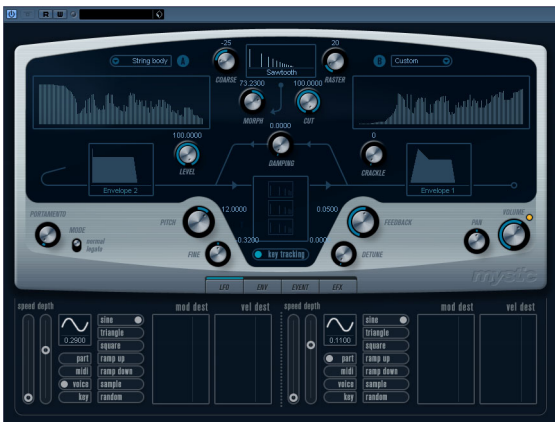 R W
-25 20
String body A
Sawtooth
B Custom
COARSE RASTER
73.2300 100.0000
MORPH CUT
0.0000
100.0000 0
DAMPING
LEVEL CRACKLE
Envelope 2 Envelope 1
PORTAMENTO
PITCH 12.0000 0.0500 FEEDBACK
VOLUME
PAN
MODE
normal
legato
FINE 0.3200 0.000 DETUNE
key tracking
mystic
LFO ENV EVENT EFX
speed depth mod dest vel dest speed depth mod dest vel dest
sine sine
triangle triangle
0.2900 square 0.1100 square
part ramp up part ramp up
midi ramp down midi ramp down
voice sample voice sample
key random key random